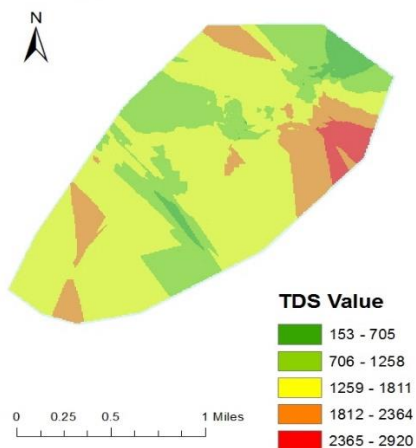 N
TDS Value
153 - 705
706 - 1258
1259 - 1811
1812 - 2364
2365 - 2920
0 0.25 0.5 1 Miles